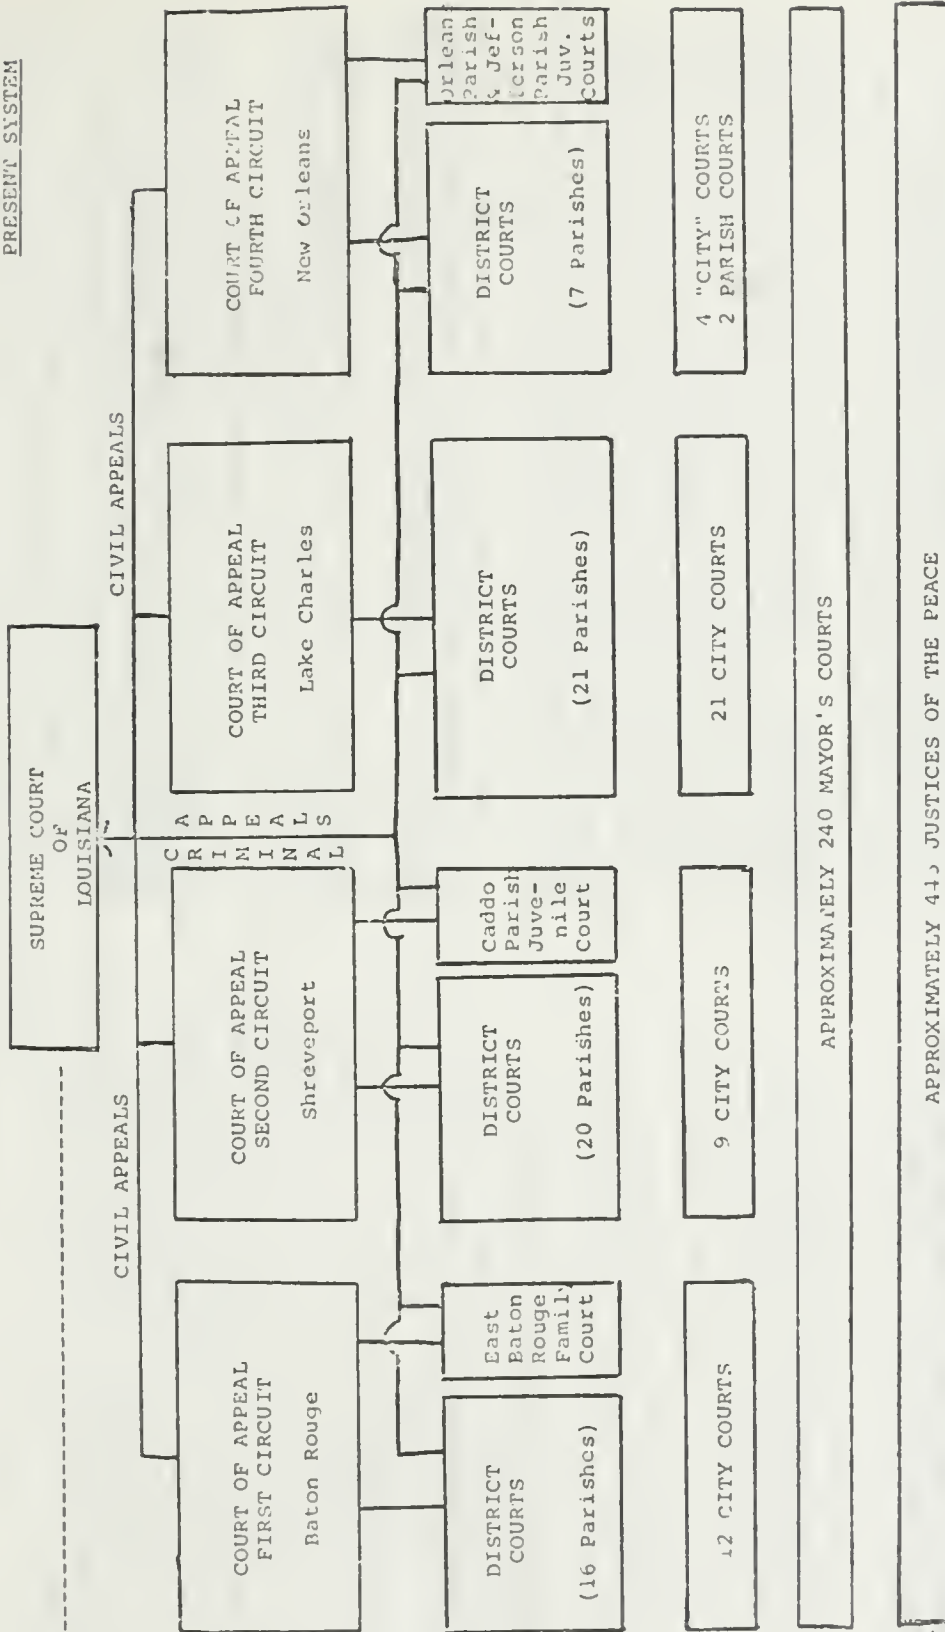 PRESENT SYSTEM
SUPREME COURT
OF
LOUISIANA
CIVIL APPEALS
CIVIL APPEALS
CRIMINAL
APPEALS
COURT OF APPEAL
FIRST CIRCUIT
Baton Rouge
COURT OF APPEAL
SECOND CIRCUIT
Shreveport
COURT OF APPEAL
THIRD CIRCUIT
Lake Charles
COURT OF APPEAL
FOURTH CIRCUIT
New Orleans
DISTRICT
COURTS
(16 Parishes)
East
Baton
Rouge
Family
Court
DISTRICT
COURTS
(20 Parishes)
Caddo
Parish
Juve-
nile
Court
DISTRICT
COURTS
(21 Parishes)
DISTRICT
COURTS
(7 Parishes)
Orleans
Parish
& Jef-
ferson
Parish
Juv.
Courts
12 CITY COURTS
9 CITY COURTS
21 CITY COURTS
4 "CITY" COURTS
2 PARISH COURTS
APPROXIMATELY 240 MAYOR'S COURTS
APPROXIMATELY JUSTICES OF THE PEACE